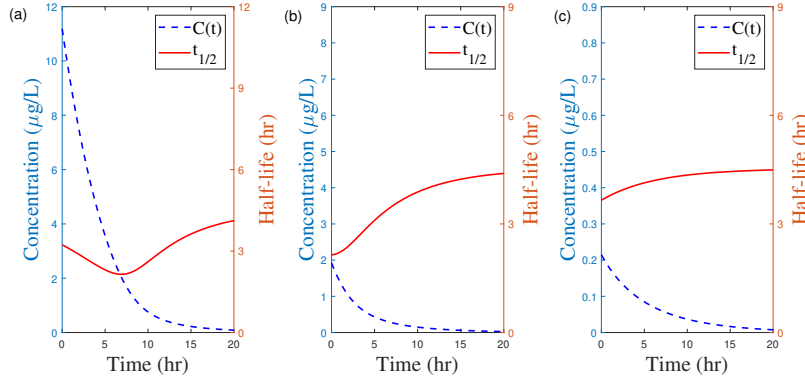 (a)
C(t)
t1/2
12
10
8
6
4
2
0
12
9
6
3
0
0 5 10 15 20
Concentration (μg/L)
Half-life (hr)
Time (hr)
(b)
C(t)
t1/2
9
8
7
6
5
4
3
2
1
0
9
6
3
0
0 5 10 15 20
Concentration (μg/L)
Half-life (hr)
Time (hr)
(c)
C(t)
t1/2
0.9
0.8
0.7
0.6
0.5
0.4
0.3
0.2
0.1
0
9
6
3
0
0 5 10 15 20
Concentration (μg/L)
Half-life (hr)
Time (hr)